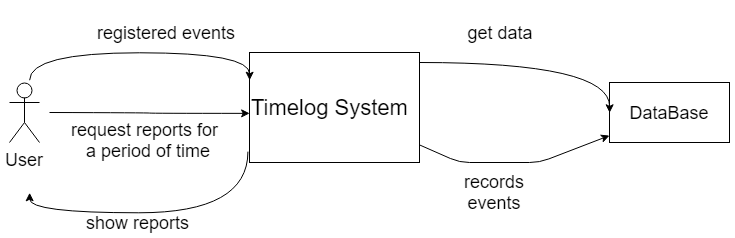 registered events
get data
Timelog System
DataBase
request reports for
a period of time
User
records
events
show reports